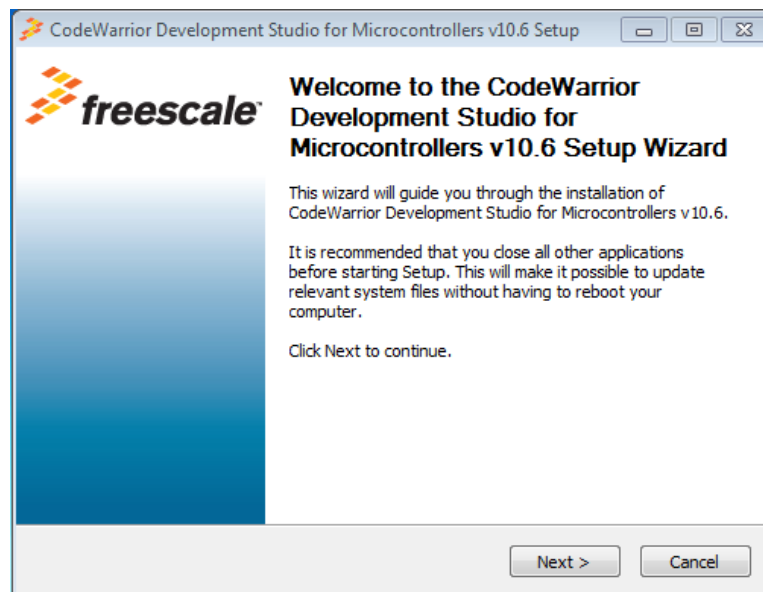 CodeWarrior Development Studio for Microcontrollers v10.6 Setup
freescale™
Welcome to the CodeWarrior
Development Studio for
Microcontrollers v10.6 Setup Wizard
This wizard will guide you through the installation of
CodeWarrior Development Studio for Microcontrollers v10.6.
It is recommended that you close all other applications
before starting Setup. This will make it possible to update
relevant system files without having to reboot your
computer.
Click Next to continue.
Next >
Cancel